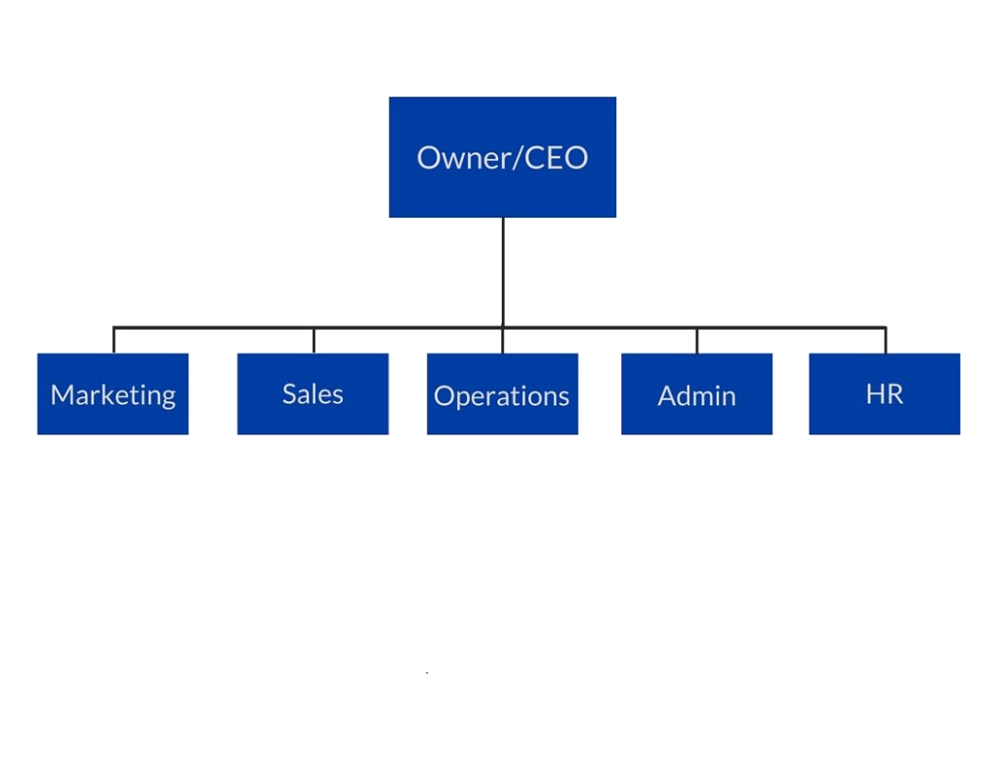 Owner/CEO
Marketing
Sales
Operations
Admin
HR